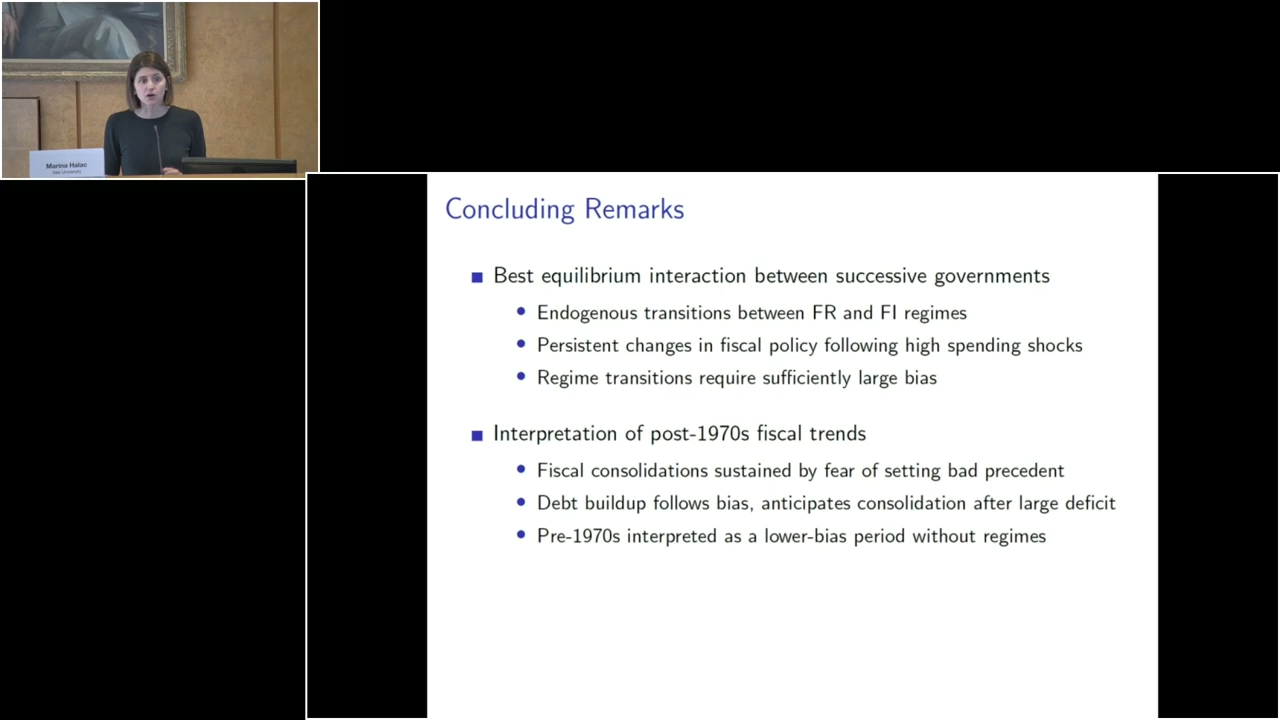 Marina Halac
Yale University
Concluding Remarks
Best equilibrium interaction between successive governments
Endogenous transitions between FR and FI regimes
Persistent changes in fiscal policy following high spending shocks
Regime transitions require sufficiently large bias
Interpretation of post-1970s fiscal trends
Fiscal consolidations sustained by fear of setting bad precedent
Debt buildup follows bias, anticipates consolidation after large deficit
Pre-1970s interpreted as a lower-bias period without regimes